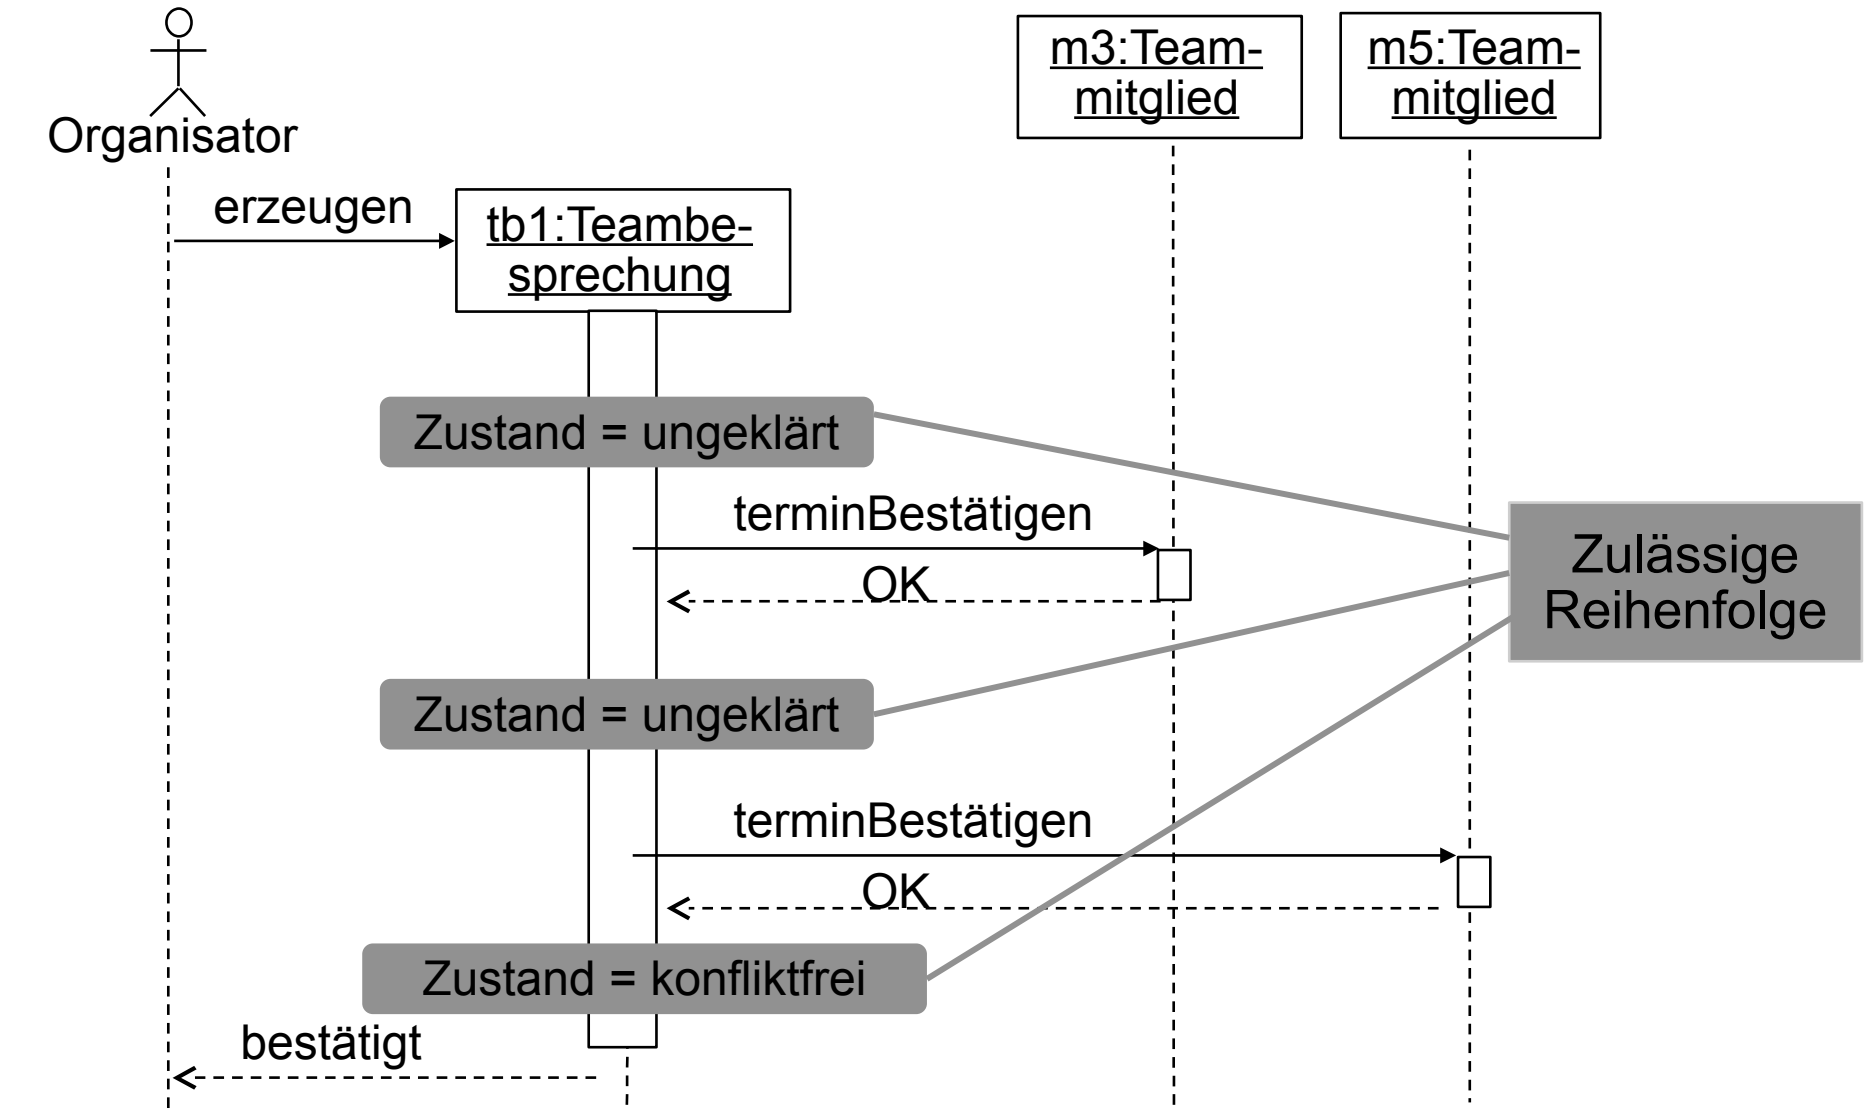 m3:Team-
mitglied
m5:Team-
mitglied
Organisator
erzeugen
tb1:Teambe-
sprechung
Zustand = ungeklärt
terminBestätigen
OK
Zulässige
Reihenfolge
Zustand = ungeklärt
terminBestätigen
OK
Zustand = konfliktfrei
bestätigt